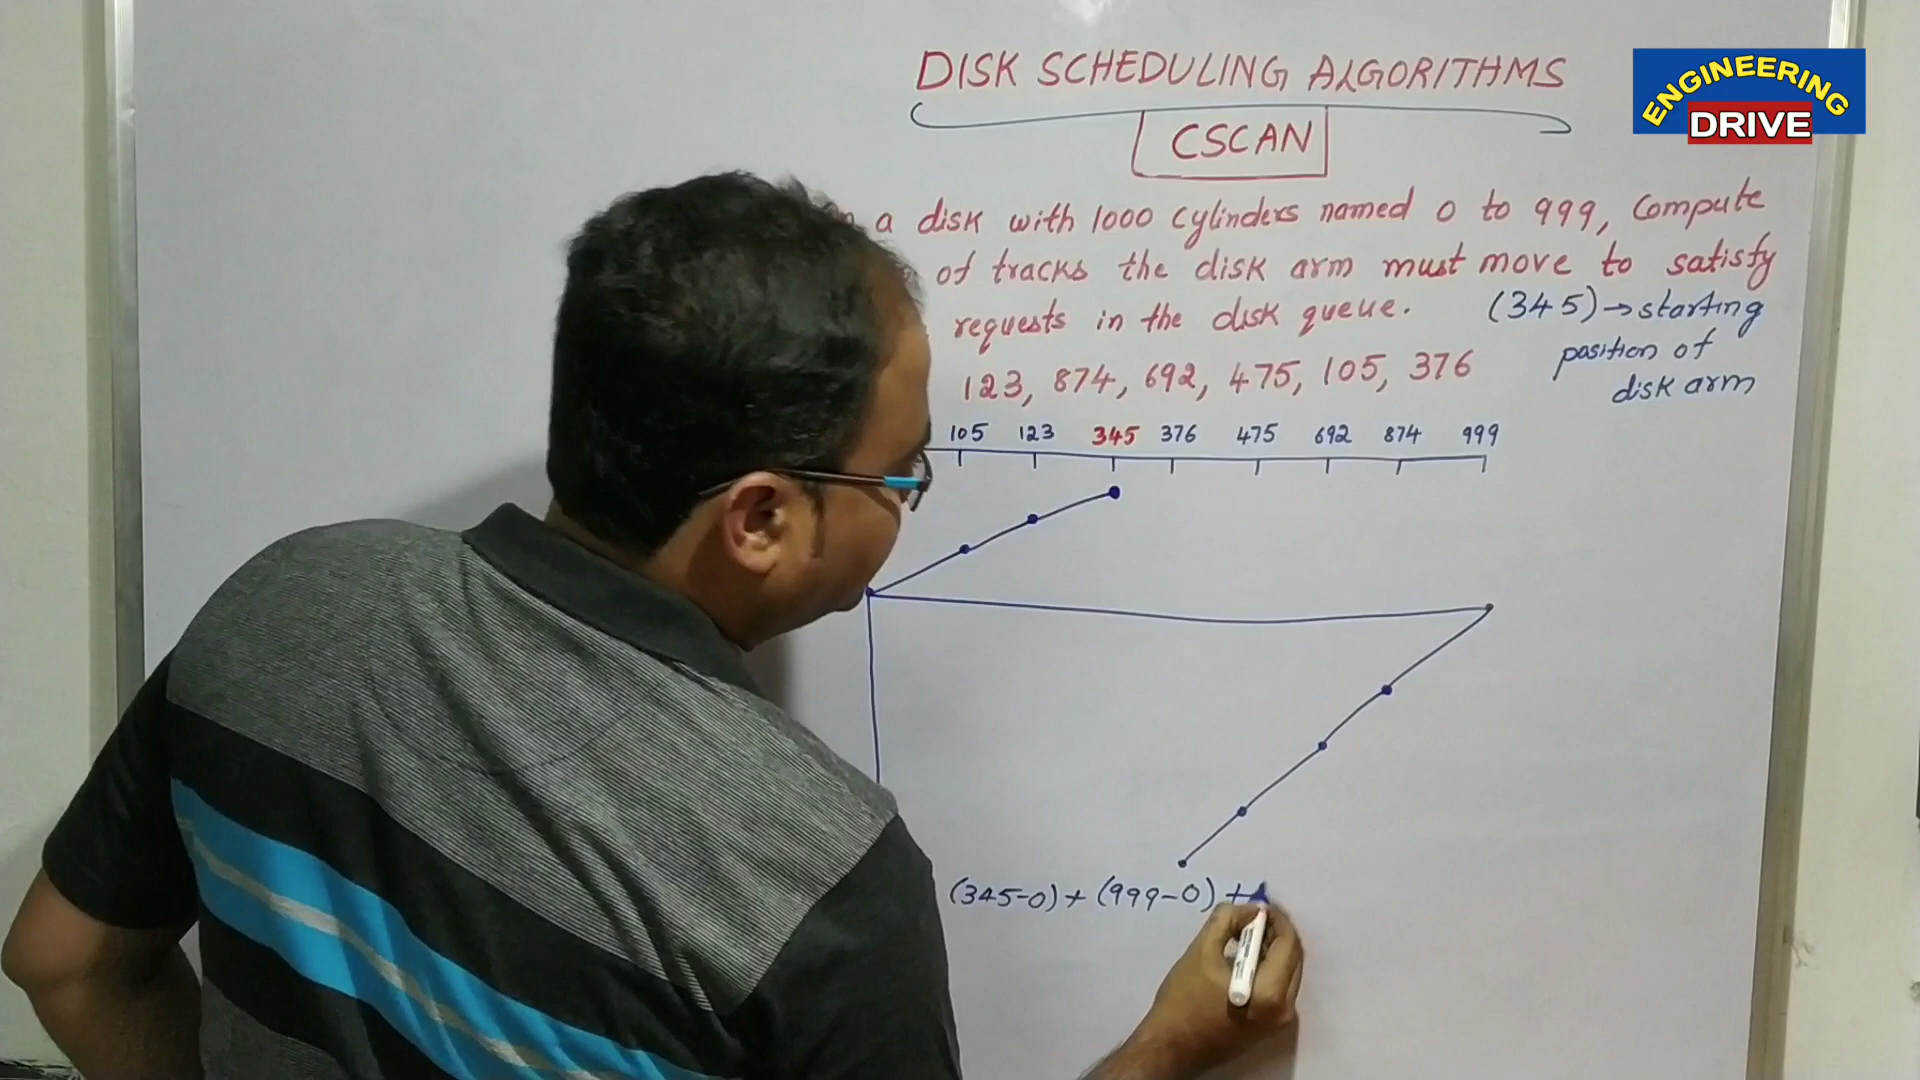 DISK SCHEDULING ALGORITHMS
ENGINEERING
DRIVE
CSCAN
a disk with 1000 cylinders named 0 to 999, compute
of tracks the disk arm must move to satisfy
requests in the disk queue. (345) → starting
position of
disk arm
123, 874, 692, 475, 105, 376
105 123 345 376 475 692 874 999
(345-0) + (999-0) +